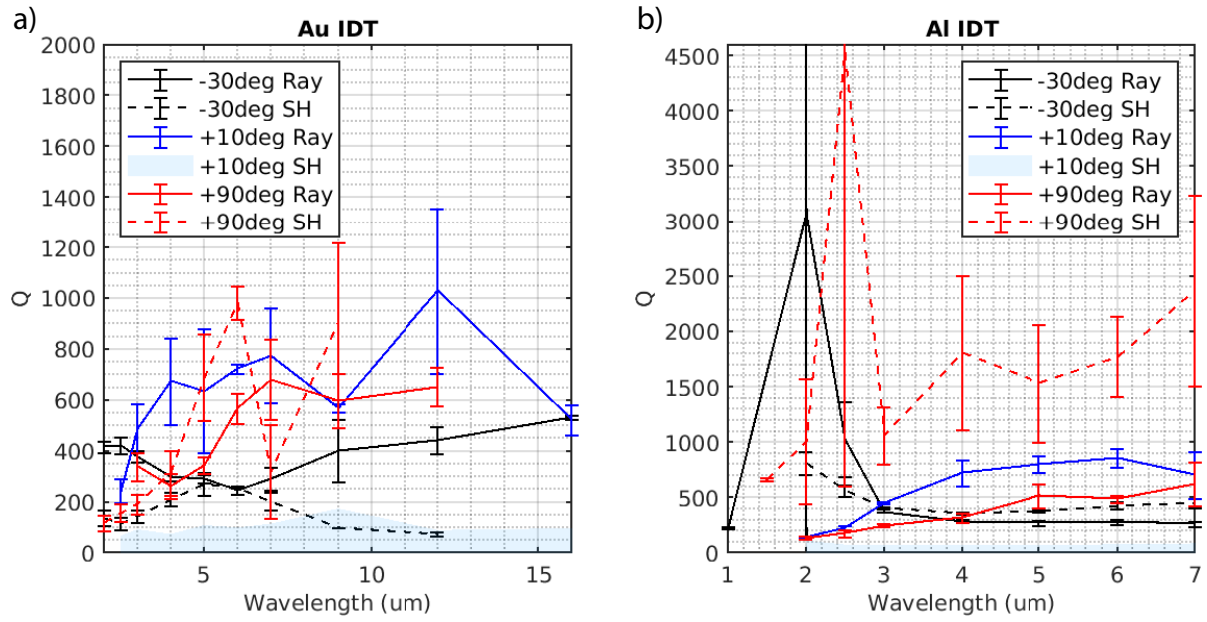 a)
Au IDT
2000
1800
1600
1400
1200
1000
800
600
400
200
0
Q
-30deg Ray
-30deg SH
+10deg Ray
+10deg SH
+90deg Ray
+90deg SH
5
10
15
Wavelength (um)
b)
Al IDT
4500
4000
3500
3000
2500
2000
1500
1000
500
0
Q
-30deg Ray
-30deg SH
+10deg Ray
+10deg SH
+90deg Ray
+90deg SH
1
2
3
4
5
6
7
Wavelength (um)